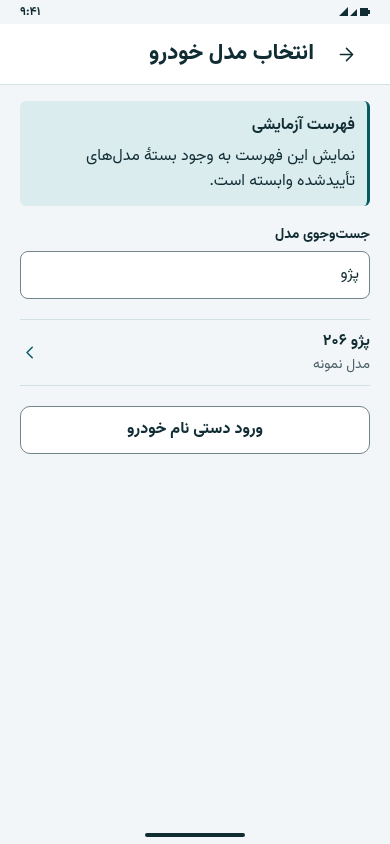 ۹:۴۱
انتخاب مدل خودرو
فهرست آزمایشی
نمایش این فهرست به وجود بستهٔ مدل‌های
تأییدشده وابسته است.
جست‌وجوی مدل
پژو
پژو ۲۰۶
مدل نمونه
ورود دستی نام خودرو